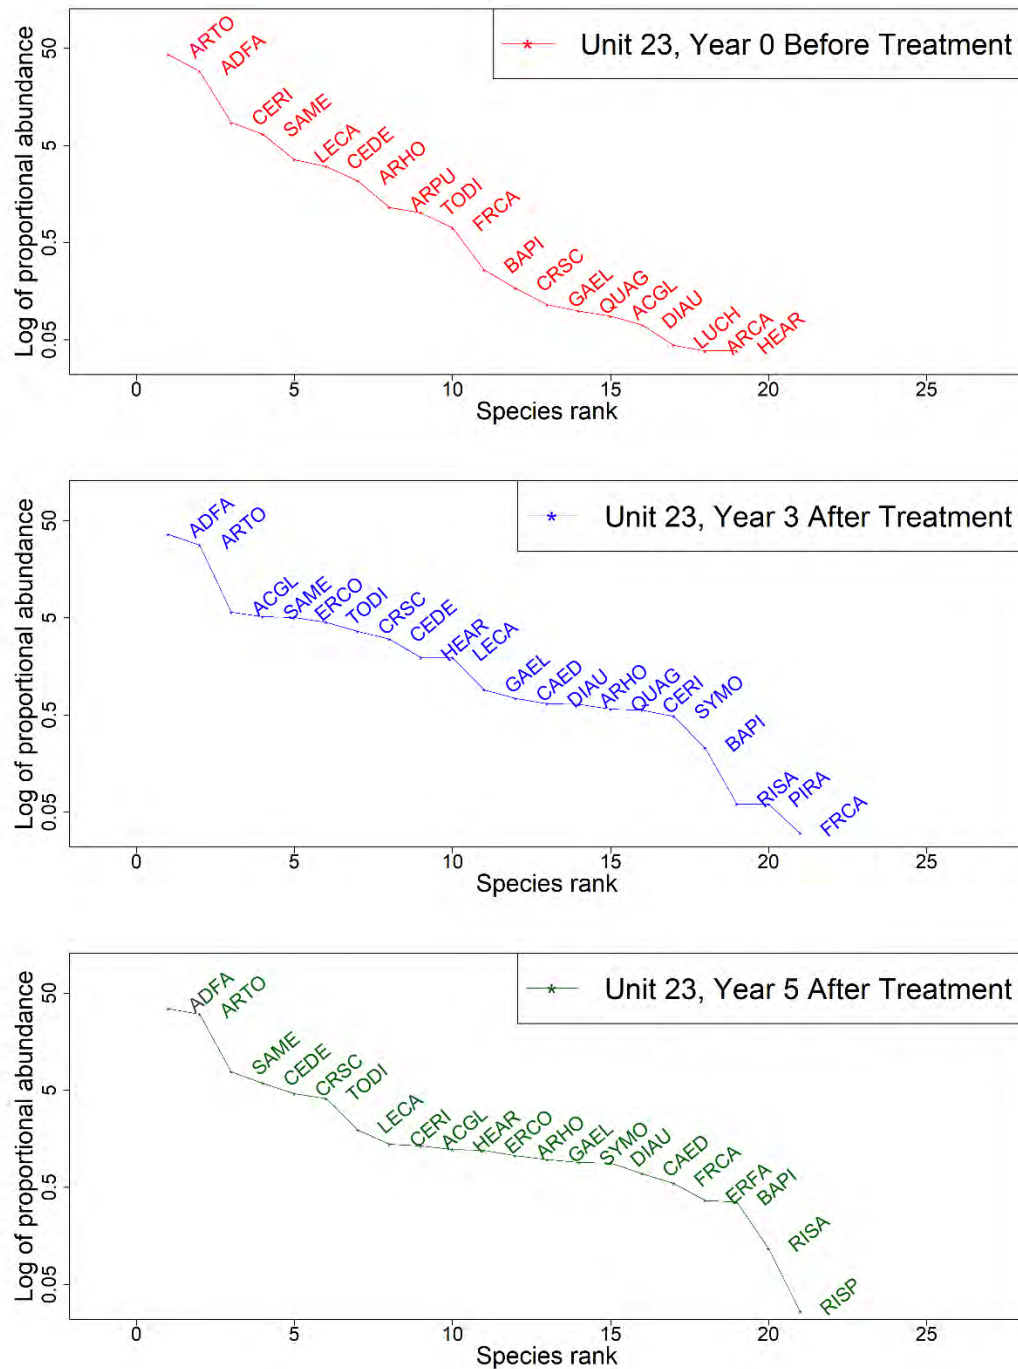 Unit 23, Year 0 Before Treatment
Log of proportional abundance
50
5
0.5
0.05
ARTO
ADFA
CERI
SAME
LECA
CEDE
ARHO
ARPU
TODI
FRCA
BAPI
CRSC
GAEL
QUAG
ACGL
DIAU
LUCH
ARCA
HEAR
0 5 10 15 20 25
Species rank
Unit 23, Year 3 After Treatment
Log of proportional abundance
50
5
0.5
0.05
ADFA
ARTO
ACGL
SAME
ERCO
TODI
CRSC
CEDE
HEAR
LECA
GAEL
CAED
DIAU
ARHO
QUAG
CERI
SYMO
BAPI
RISA
PIRA
FRCA
0 5 10 15 20 25
Species rank
Unit 23, Year 5 After Treatment
Log of proportional abundance
50
5
0.5
0.05
ADFA
ARTO
SAME
CEDE
CRSC
TODI
LECA
CERI
ACGL
HEAR
ERCO
ARHO
GAEL
SYMO
DIAU
CAED
FRCA
ERFA
BAPI
RISA
RISP
0 5 10 15 20 25
Species rank